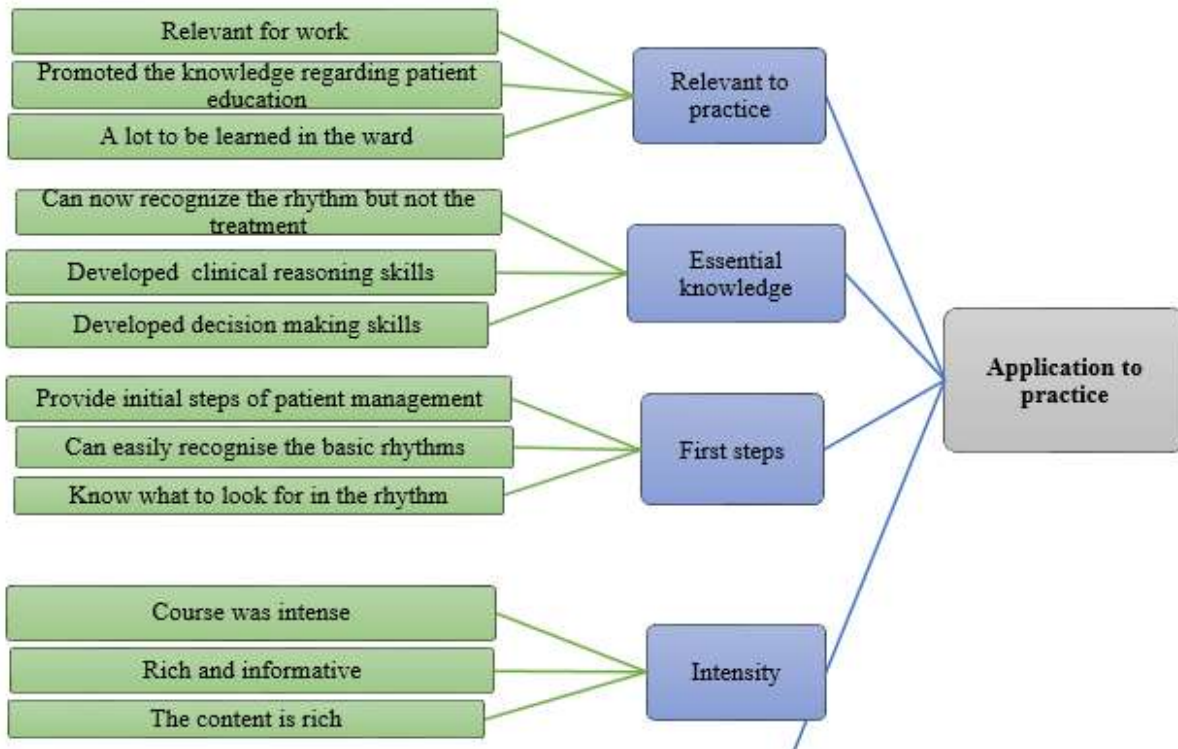 Relevant for work
Promoted the knowledge regarding patient
education
A lot to be learned in the ward
Relevant to
practice
Can now recognize the rhythm but not the
treatment
Developed clinical reasoning skills
Developed decision making skills
Essential
knowledge
Provide initial steps of patient management
Can easily recognise the basic rhythms
Know what to look for in the rhythm
First steps
Course was intense
Rich and informative
The content is rich
Intensity
Application to
practice